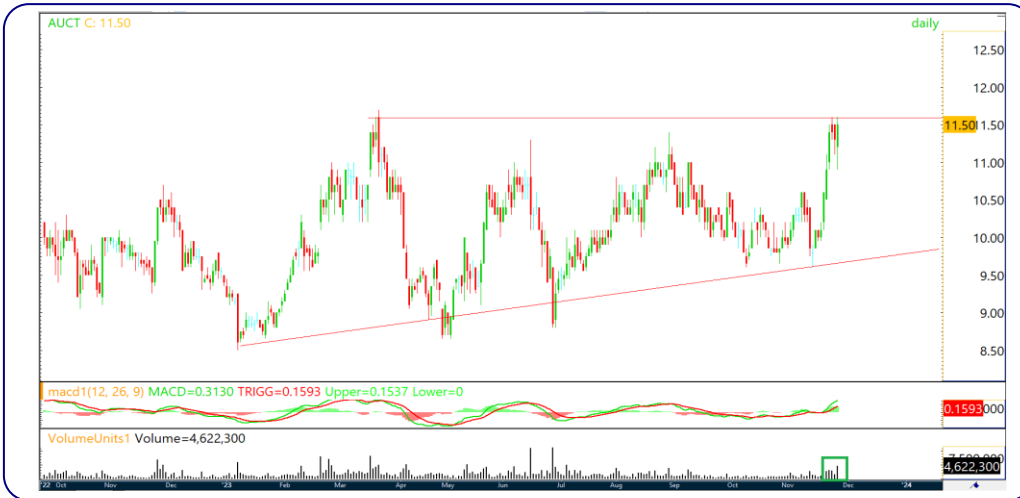 AUCT C: 11.50 daily
12.50
12.00
11.50 11.50
11.00
10.50
10.00
9.50
9.00
8.50
macd1(12, 26, 9) MACD=0.3130 TRIGG=0.1593 Upper=0.1537 Lower=0
0.1593
VolumeUnits1 Volume=4,622,300
4,622,300
'22 Oct Nov Dec '23 Feb Mar Apr May Jun Jul Aug Sep Oct Nov Dec '24